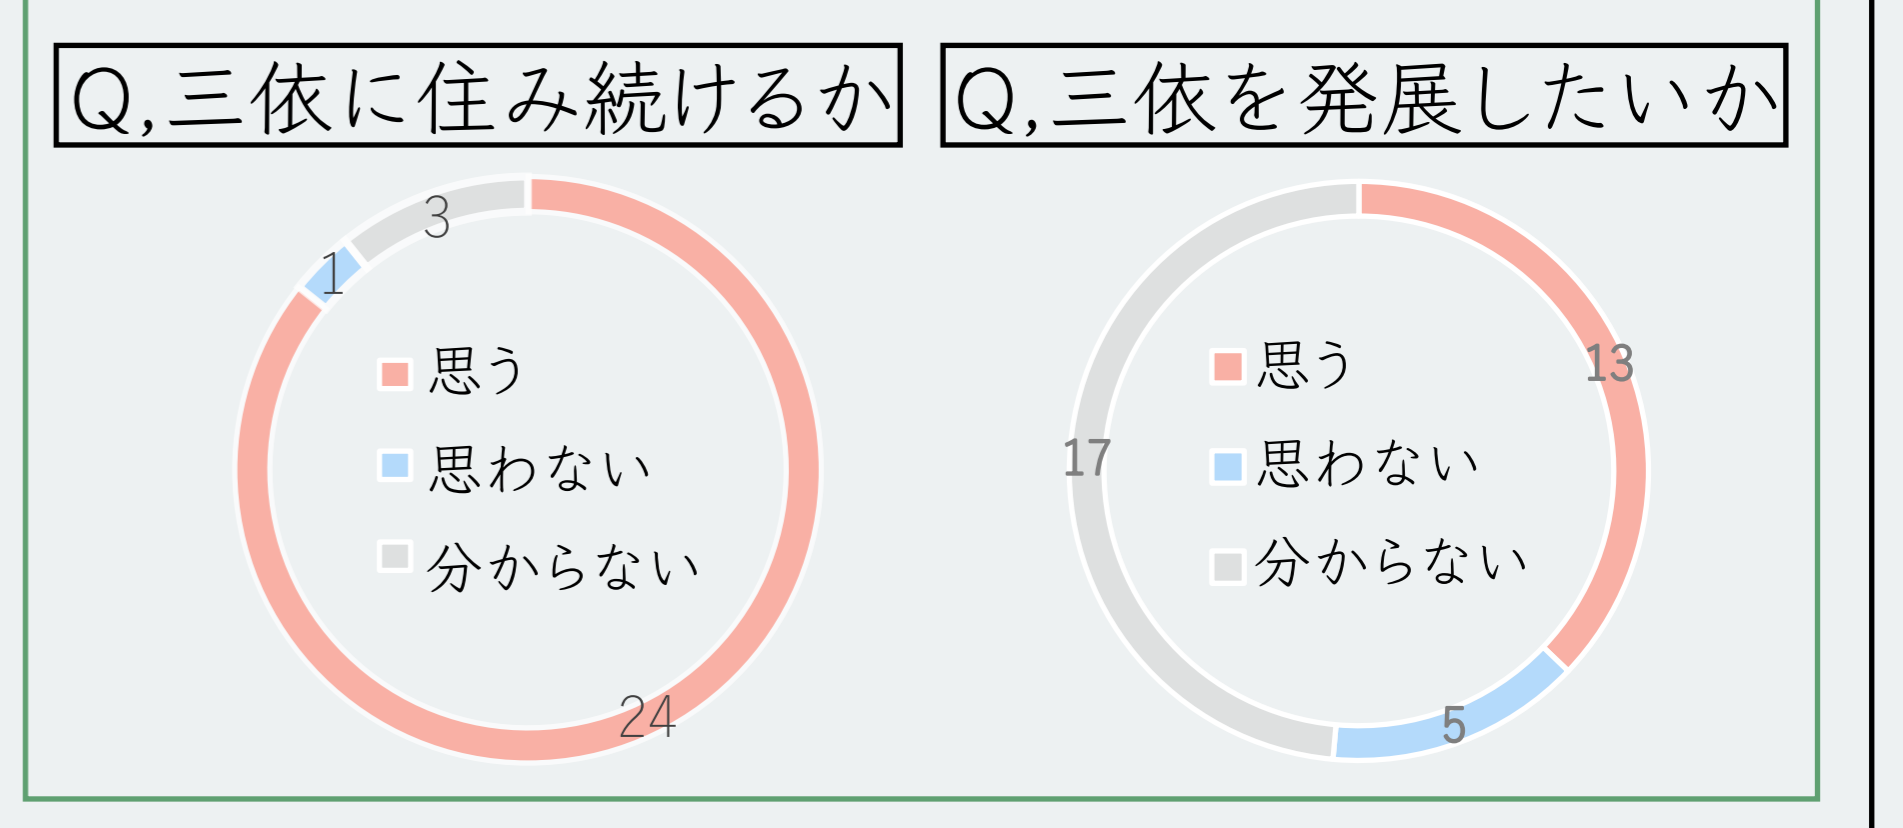 Q,三依に住み続けるか
3
1
思う
思わない
分からない
24
Q,三依を発展したいか
13
17
思う
思わない
分からない
5